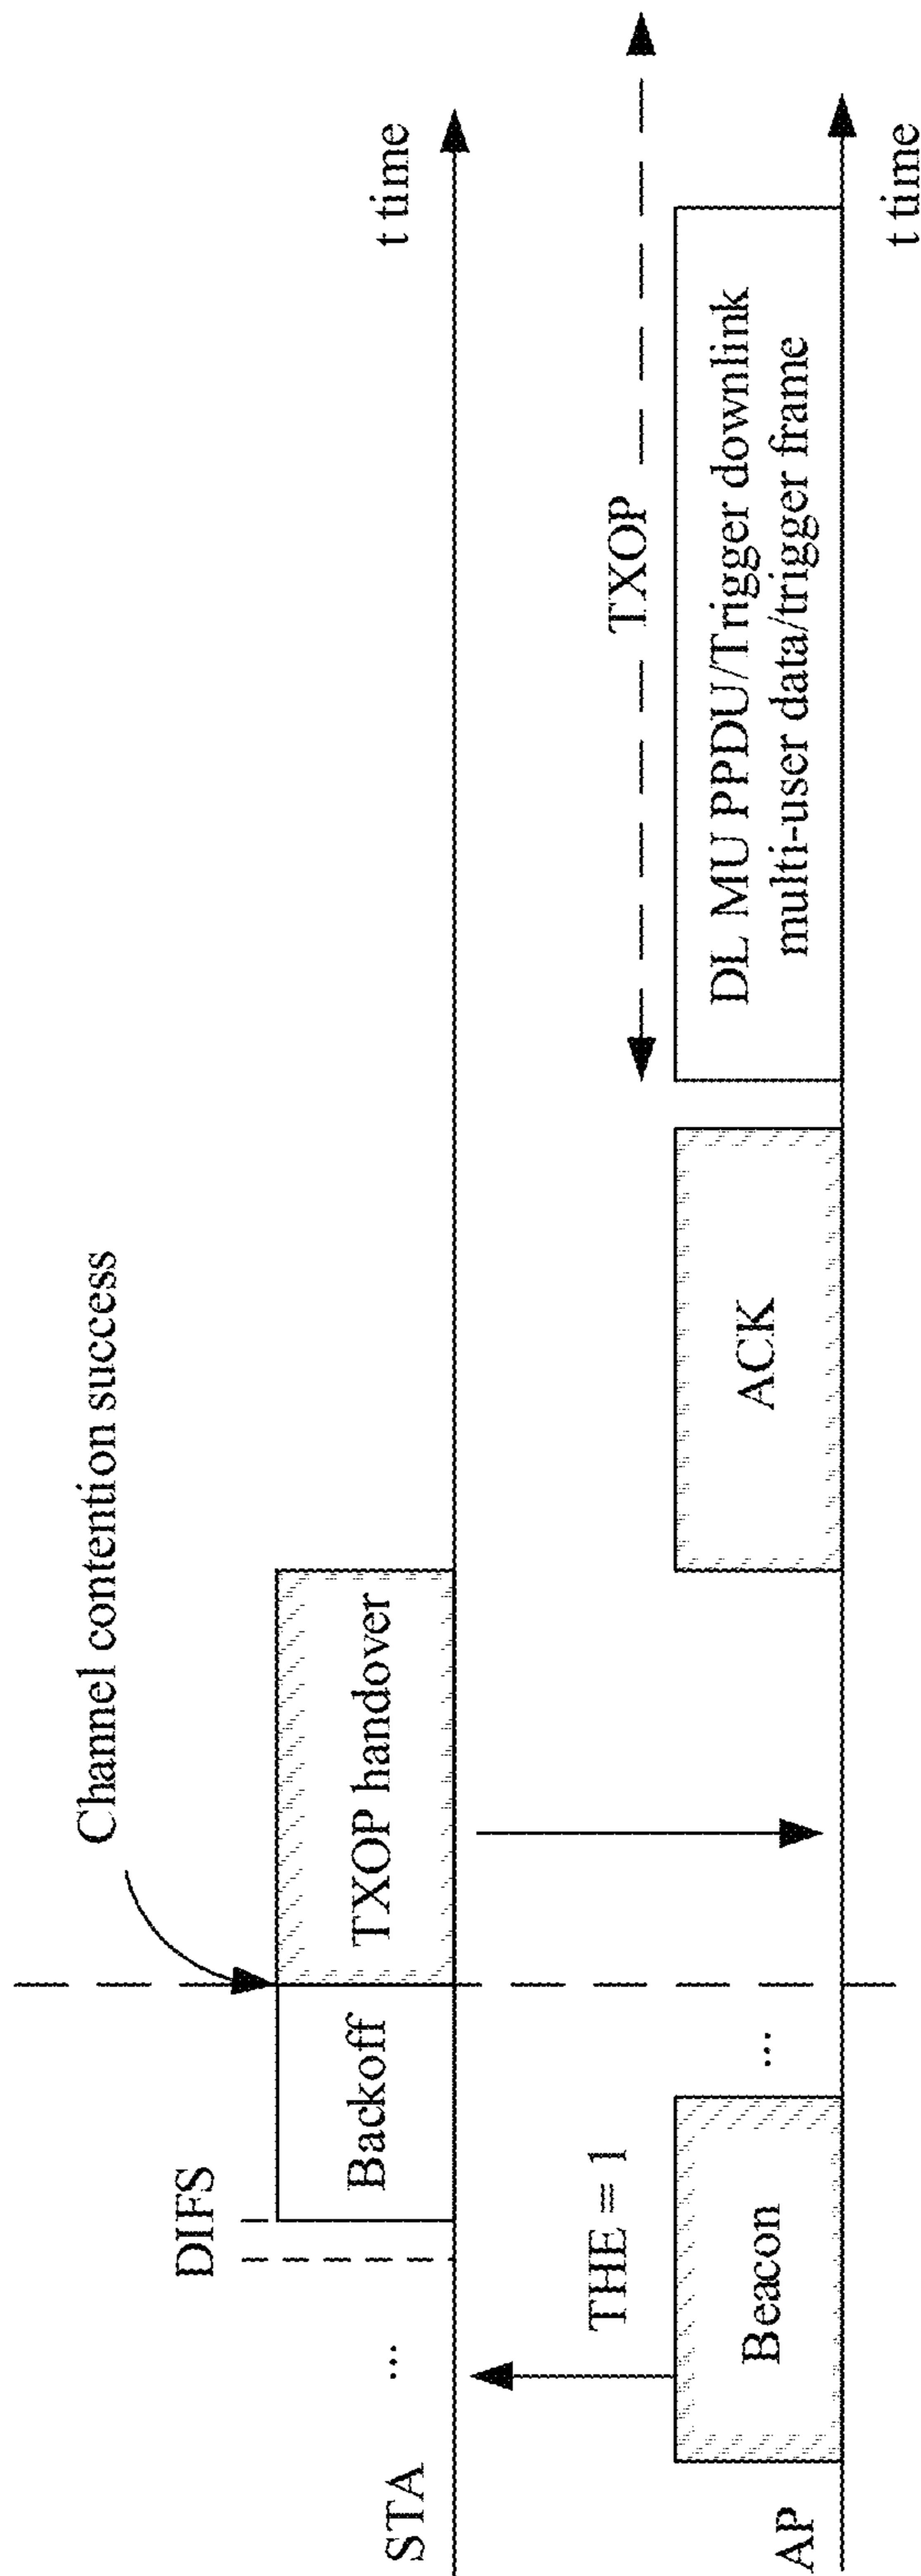 Channel contention success
DIFS
Backoff
TXOP handover
STA
...
t time
THE = 1
TXOP
Beacon
...
ACK
DL MU PPDU/Trigger downlink
multi-user data/trigger frame
AP
t time